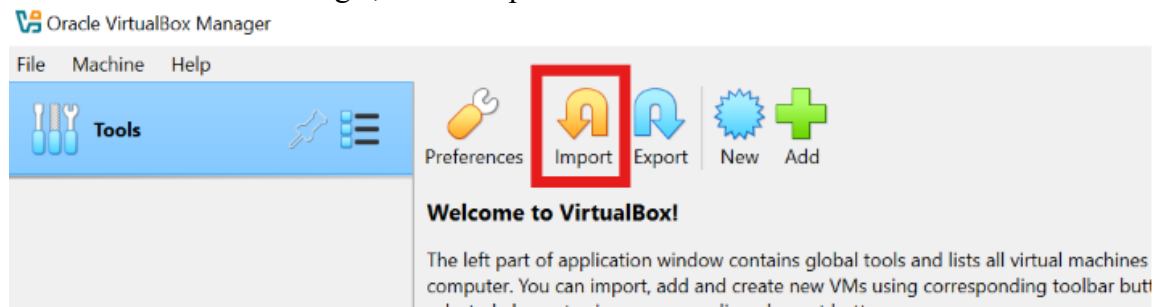 Oracle VirtualBox Manager
File Machine Help
Tools
Preferences Import Export New Add
Welcome to VirtualBox!
The left part of application window contains global tools and lists all virtual machines
computer. You can import, add and create new VMs using corresponding toolbar